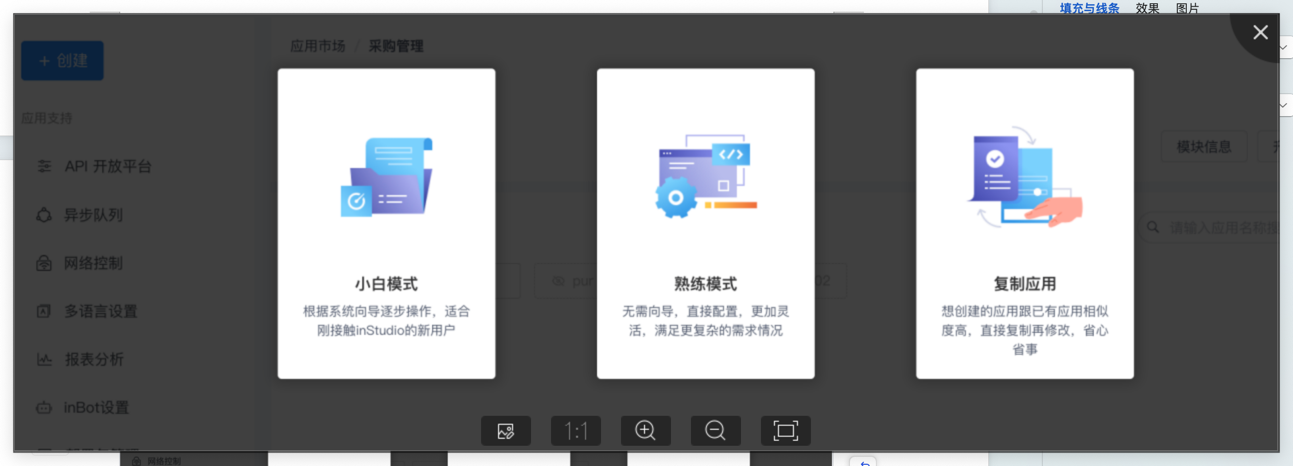 填充与线条 效果 图片
+ 创建
应用市场 / 采购管理
应用支持
API 开放平台
异步队列
网络控制
多语言设置
报表分析
inBot设置
模块信息
请输入应用名称
pur
02
小白模式
根据系统向导逐步操作，适合
刚接触inStudio的新用户
熟练模式
无需向导，直接配置，更加灵
活，满足更复杂的需求情况
复制应用
想创建的应用跟已有应用相似
度高，直接复制再修改，省心
省事
1:1
网络控制